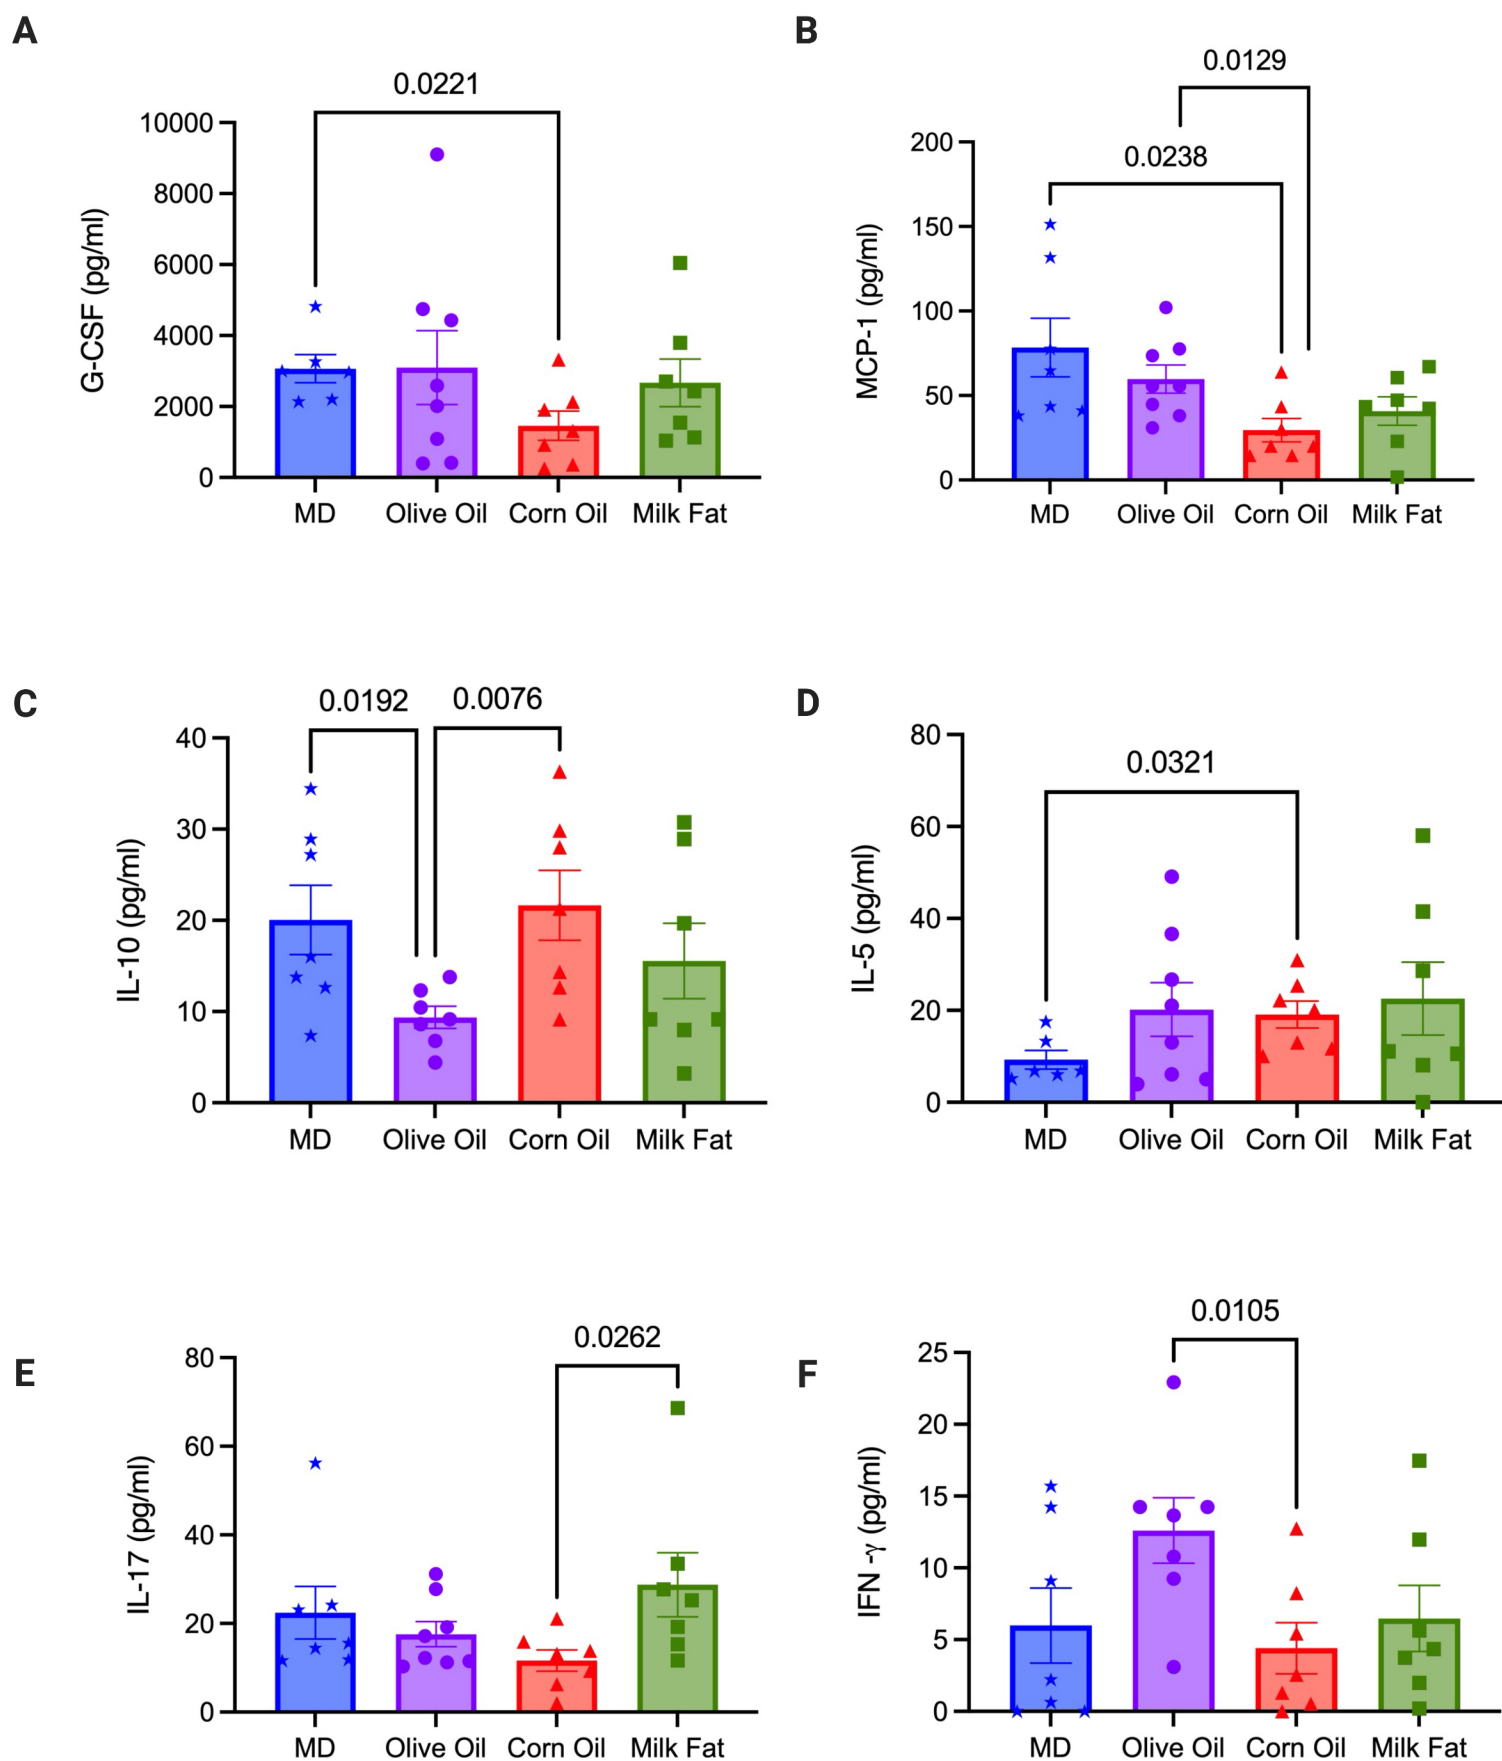 A
0.0221
G-CSF (pg/ml)
10000
8000
6000
4000
2000
0
MD Olive Oil Corn Oil Milk Fat
B
0.0129
0.0238
MCP-1 (pg/ml)
200
150
100
50
0
MD Olive Oil Corn Oil Milk Fat
C
0.0192 0.0076
IL-10 (pg/ml)
40
30
20
10
0
MD Olive Oil Corn Oil Milk Fat
D
0.0321
IL-5 (pg/ml)
80
60
40
20
0
MD Olive Oil Corn Oil Milk Fat
E
0.0262
IL-17 (pg/ml)
80
60
40
20
0
MD Olive Oil Corn Oil Milk Fat
F
0.0105
IFN -γ (pg/ml)
25
20
15
10
5
0
MD Olive Oil Corn Oil Milk Fat